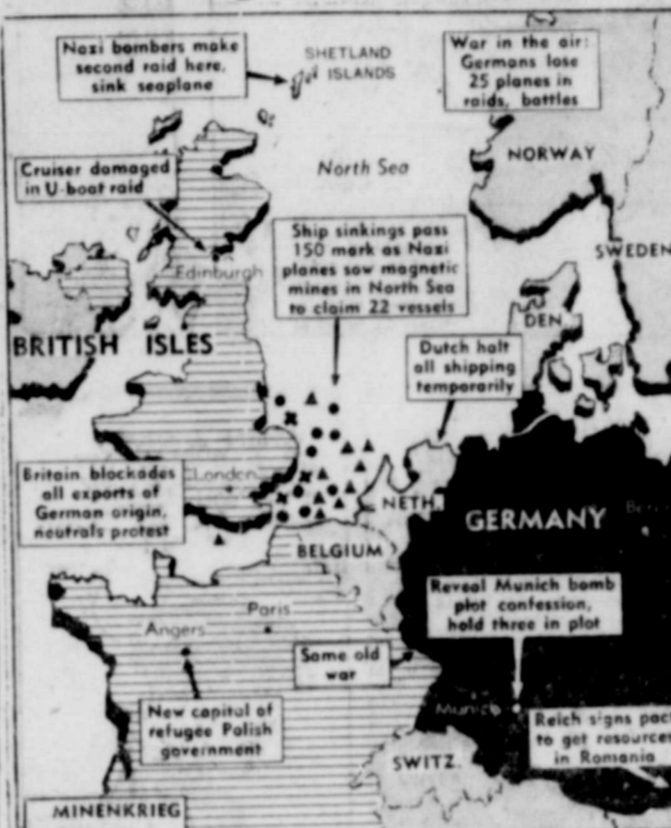 Nazi bombers make
second raid here,
sink seaplane
SHETLAND
ISLANDS
War in the air:
Germans lose
25 planes in
raids, battles
Cruiser damaged
in U-boat raid
North Sea
NORWAY
SWEDEN
Ship sinkings pass
150 mark as Nazi
planes sow magnetic
mines in North Sea
to claim 22 vessels
Edinburgh
DEN.
BRITISH ISLES
Dutch halt
all shipping
temporarily
Britain blockades
all exports of
German origin,
neutrals protest
London
NETH.
GERMANY
Ber
BELGIUM
Reveal Munich bomb
plot confession,
hold three in plot
Paris
Angers
Same old
war
New capital of
refugee Polish
government
Munich
Reich signs pact
to get resources
in Romania
SWITZ.
MINENKRIEG